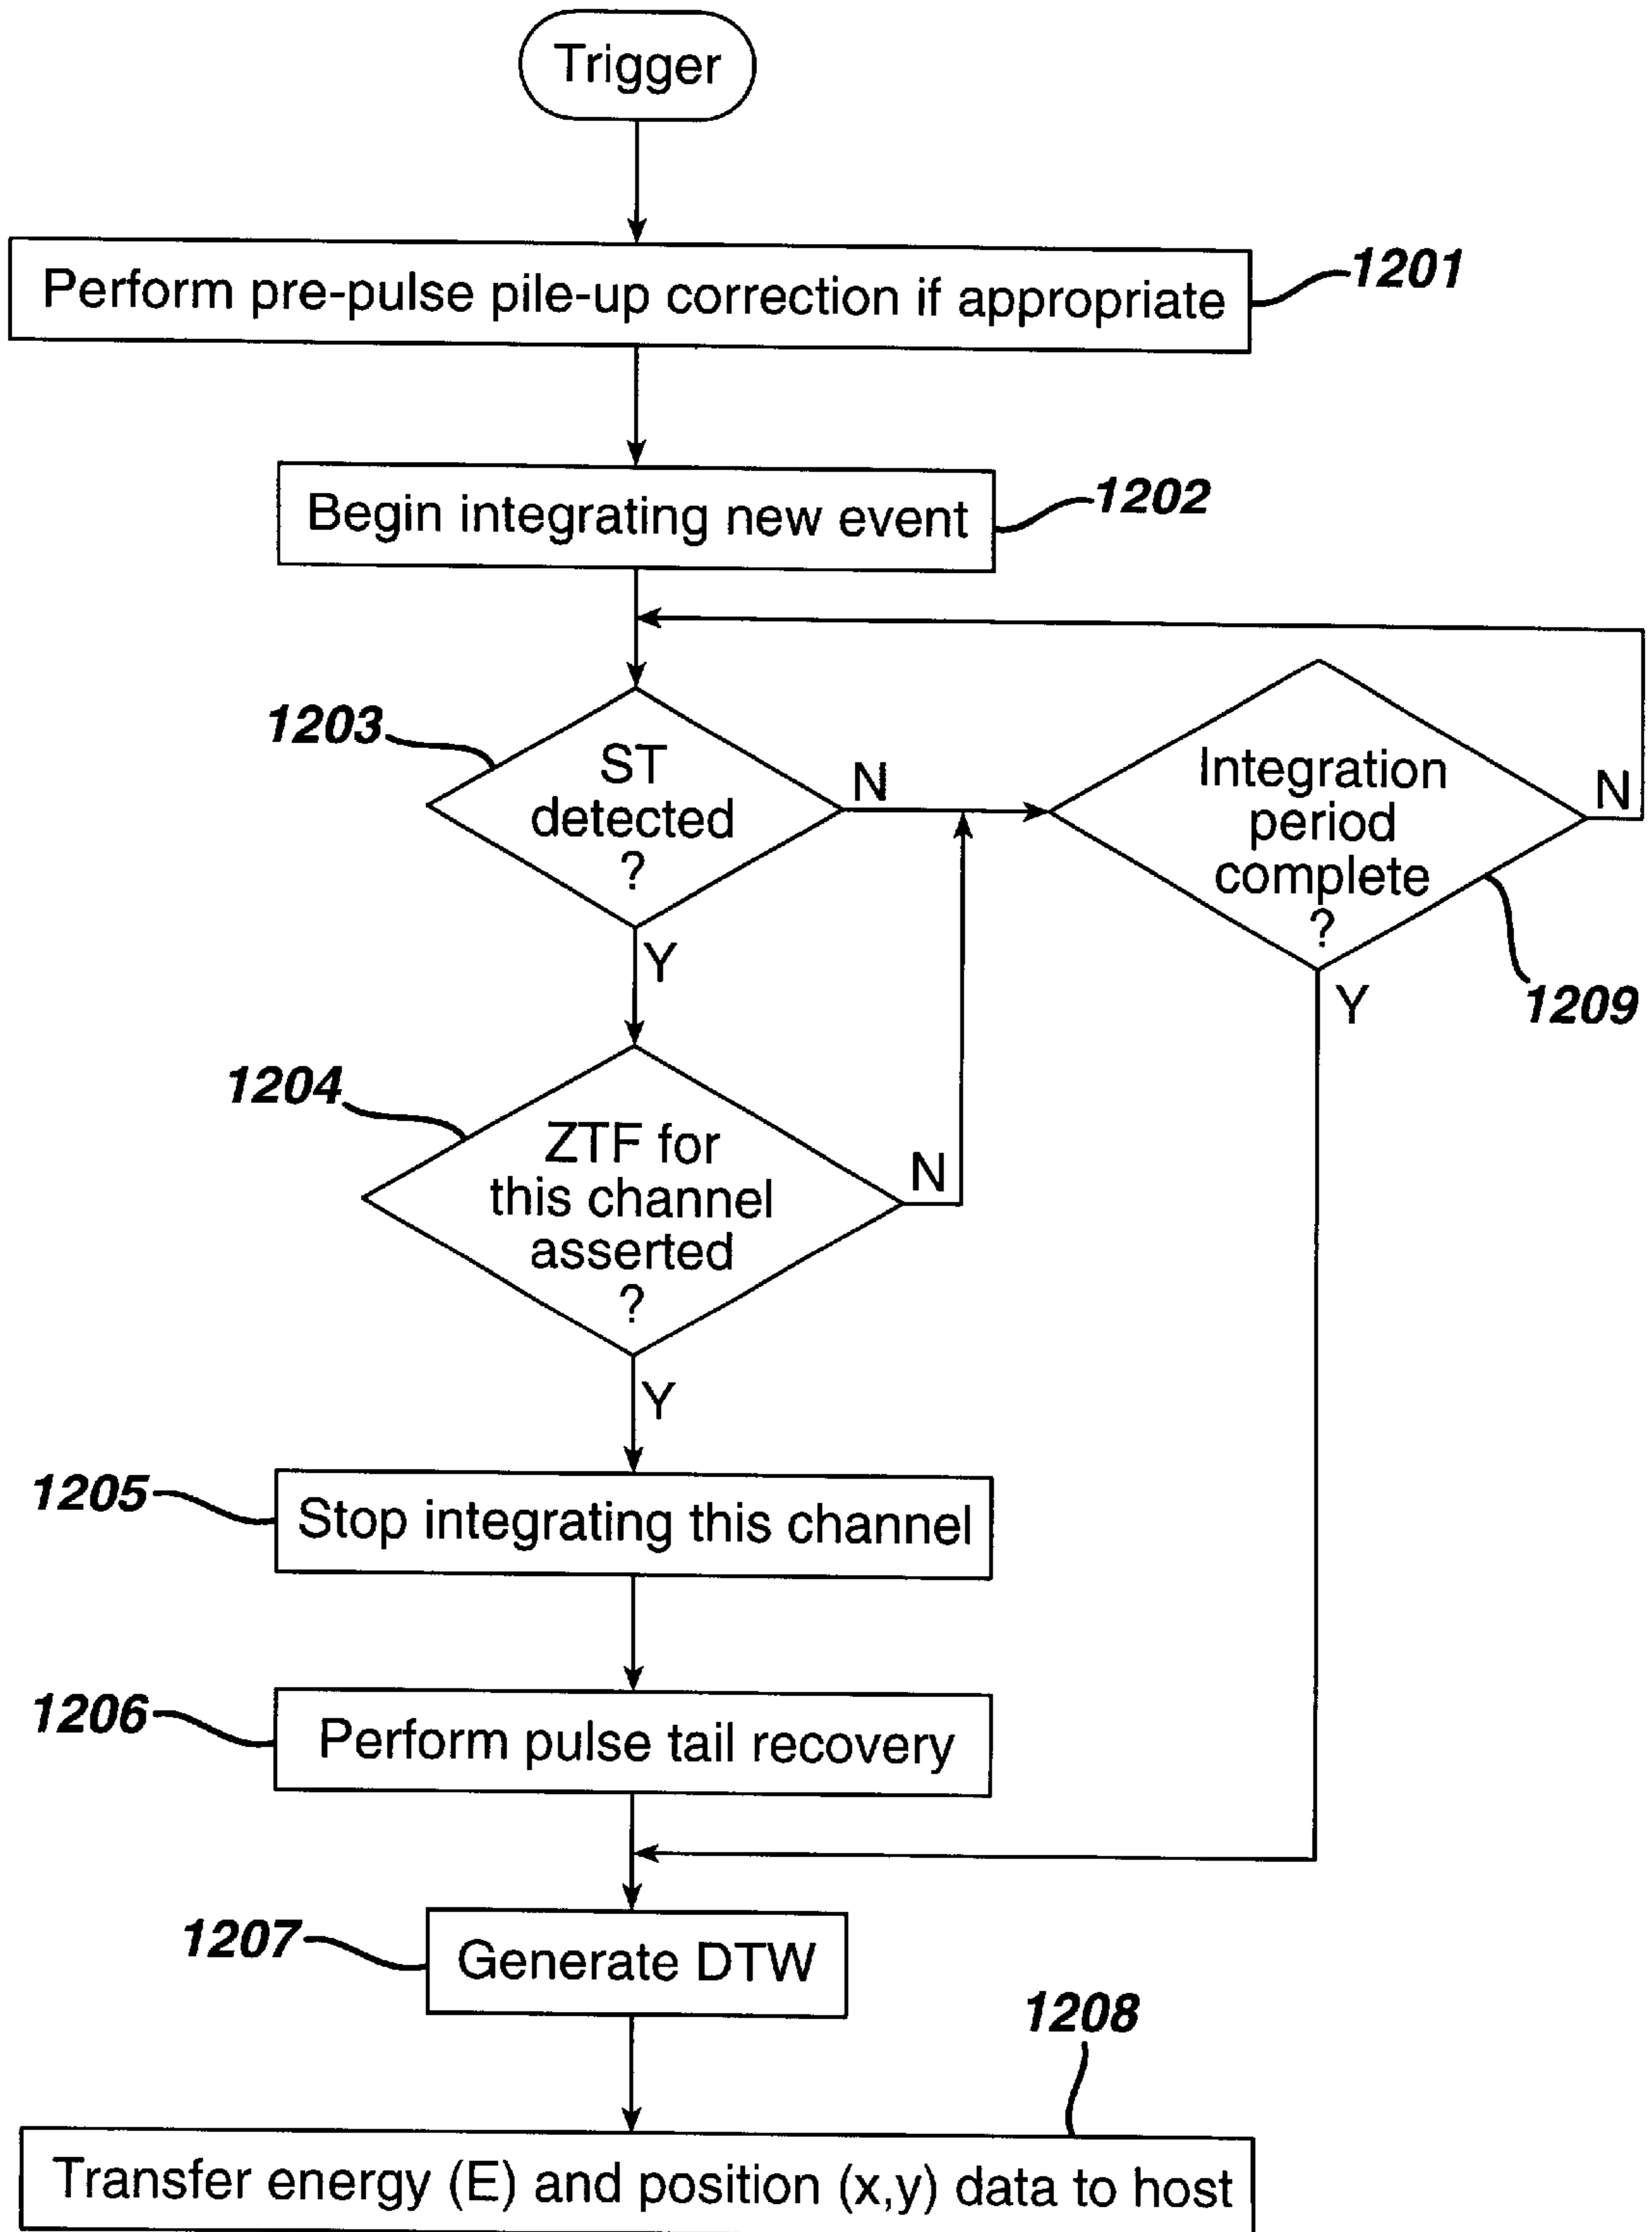 Trigger
Perform pre-pulse pile-up correction if appropriate
1201
Begin integrating new event
1202
1203
ST
detected
?
N
Y
Integration
period
complete
?
N
Y
1209
1204
ZTF for
this channel
asserted
?
N
Y
1205
Stop integrating this channel
1206
Perform pulse tail recovery
1207
Generate DTW
1208
Transfer energy (E) and position (x,y) data to host